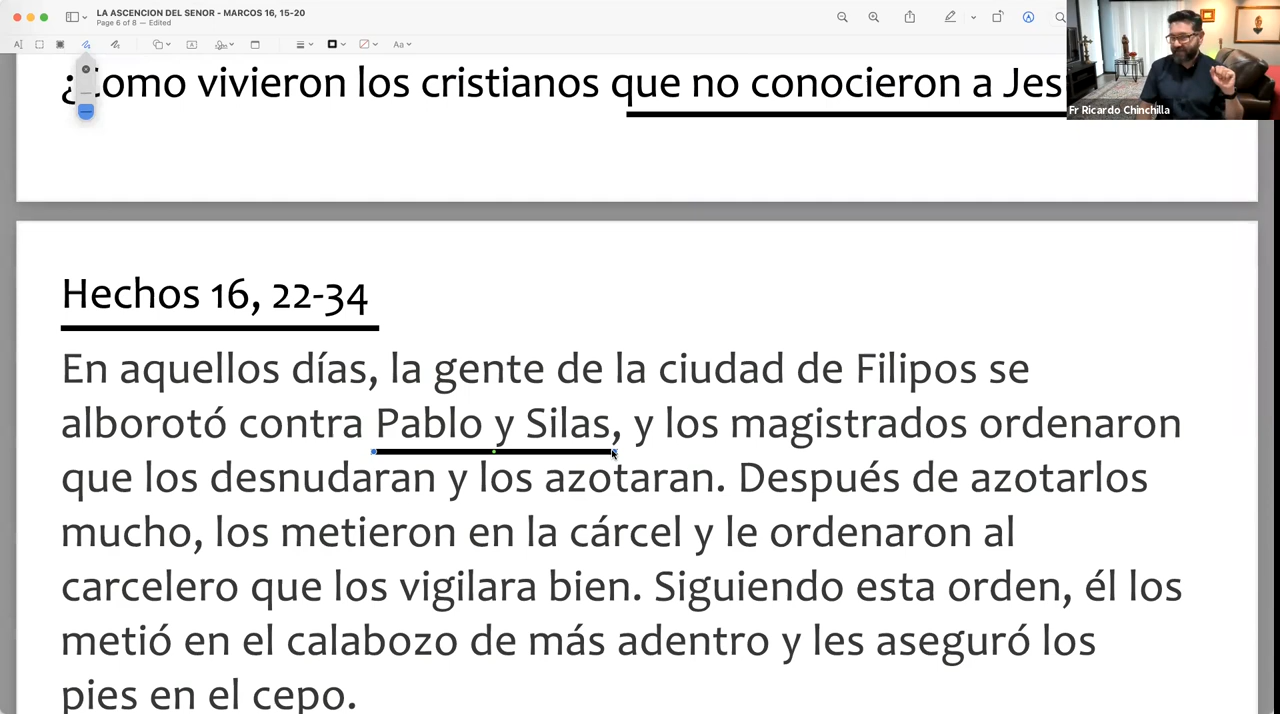 LA ASCENCION DEL SENOR - MARCOS 16, 15-20
Page 6 of 8 — Edited
Aa
Fr Ricardo Chinchilla
¿Como vivieron los cristianos que no conocieron a Jes
Hechos 16, 22-34
En aquellos días, la gente de la ciudad de Filipos se
alborotó contra Pablo y Silas, y los magistrados ordenaron
que los desnudaran y los azotaran. Después de azotarlos
mucho, los metieron en la cárcel y le ordenaron al
carcelero que los vigilara bien. Siguiendo esta orden, él los
metió en el calabozo de más adentro y les aseguró los
pies en el cepo.